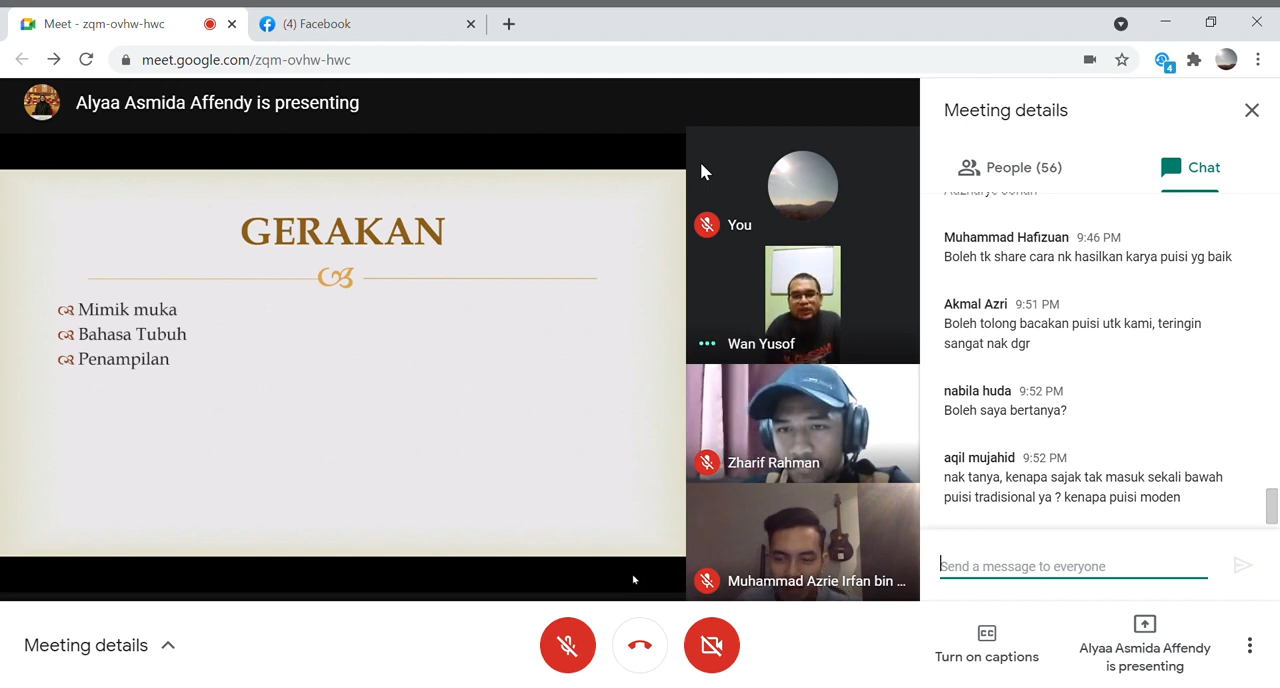 Meet - zqm-ovhw-hwc
(4) Facebook
meet.google.com/zqm-ovhw-hwc
4
Alyaa Asmida Affendy is presenting
GERAKAN
Mimik muka
Bahasa Tubuh
Penampilan
You
Wan Yusof
Zharif Rahman
Muhammad Azrie Irfan bin ...
Meeting details
People (56)
Chat
Muhammad Hafizuan 9:46 PM
Boleh tk share cara nk hasilkan karya puisi yg baik
Akmal Azri 9:51 PM
Boleh tolong bacakan puisi utk kami, teringin
sangat nak dgr
nabila huda 9:52 PM
Boleh saya bertanya?
aqil mujahid 9:52 PM
nak tanya, kenapa sajak tak masuk sekali bawah
puisi tradisional ya ? kenapa puisi moden
Send a message to everyone
Meeting details
CC
Turn on captions
Alyaa Asmida Affendy
is presenting